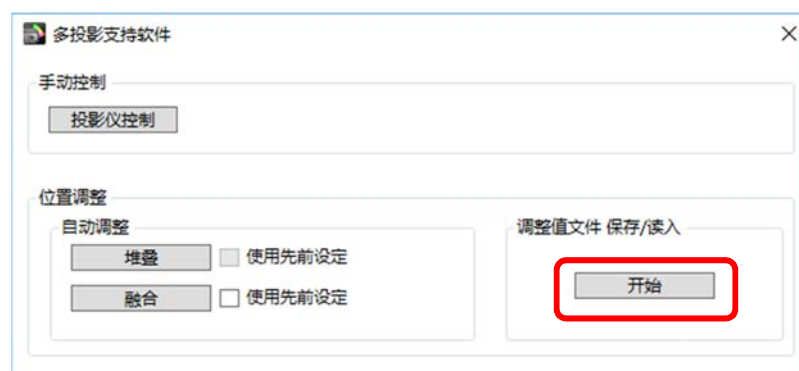 多投影支持软件
手动控制
投影仪控制
位置调整
自动调整
堆叠 使用先前设定
融合 使用先前设定
调整值文件 保存/读入
开始